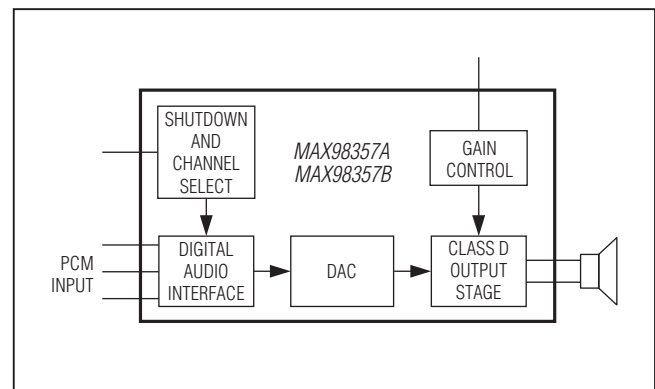 SHUTDOWN
AND
CHANNEL
SELECT
MAX98357A
MAX98357B
GAIN
CONTROL
PCM
INPUT
DIGITAL
AUDIO
INTERFACE
DAC
CLASS D
OUTPUT
STAGE